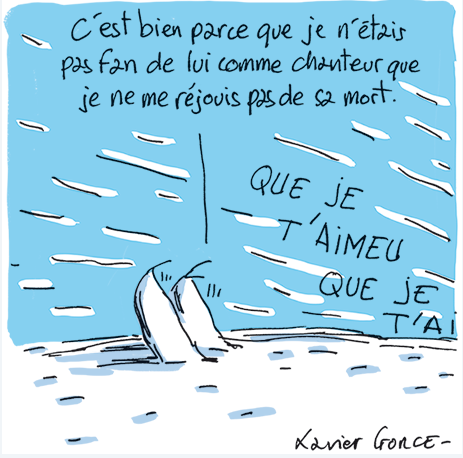 C'est bien parce que je n'étais
pas fan de lui comme chanteur que
je ne me réjouis pas de sa mort.
QUE JE
T'AIMEU
QUE JE
T'AI
Xavier GORCE-